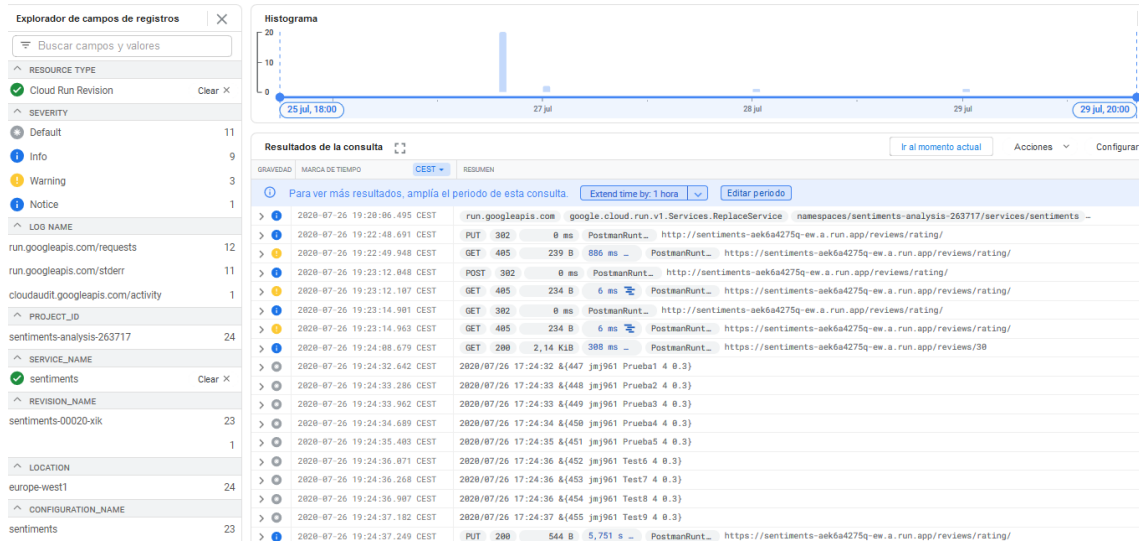 Explorador de campos de registros
Buscar campos y valores
RESOURCE TYPE
Cloud Run Revision Clear
SEVERITY
Default 11
Info 9
Warning 3
Notice 1
LOG NAME
run.googleapis.com/requests 12
run.googleapis.com/stderr 11
cloudaudit.googleapis.com/activity 1
PROJECT_ID
sentiments-analysis-263717 24
SERVICE_NAME
sentiments Clear
REVISION_NAME
sentiments-00020-xik 23
1
LOCATION
europe-west1 24
CONFIGURATION_NAME
sentiments 23
Histograma
20
10
0
25 jul, 18:00 27 jul 28 jul 29 jul 29 jul, 20:00
Resultados de la consulta Ir al momento actual Acciones Configurar
GRAVEDAD MARCA DE TIEMPO CEST RESUMEN
Para ver más resultados, amplía el periodo de esta consulta. Extend time by: 1 hour Editar periodo
2020-07-26 19:20:06.495 CEST run.googleapis.com google.cloud.run.v1.Services.ReplaceService namespaces/sentiments-analysis-263717/services/sentiments …
2020-07-26 19:22:48.691 CEST PUT 302 0 ms PostmanRunt… http://sentiments-aek6a4275q-ew.a.run.app/reviews/rating/
2020-07-26 19:22:49.948 CEST GET 405 239 B 886 ms … PostmanRunt… https://sentiments-aek6a4275q-ew.a.run.app/reviews/rating/
2020-07-26 19:23:12.048 CEST POST 302 0 ms PostmanRunt… http://sentiments-aek6a4275q-ew.a.run.app/reviews/rating/
2020-07-26 19:23:12.107 CEST GET 405 234 B 6 ms PostmanRunt… https://sentiments-aek6a4275q-ew.a.run.app/reviews/rating/
2020-07-26 19:23:14.901 CEST GET 302 0 ms PostmanRunt… http://sentiments-aek6a4275q-ew.a.run.app/reviews/rating/
2020-07-26 19:23:14.963 CEST GET 405 234 B 6 ms PostmanRunt… https://sentiments-aek6a4275q-ew.a.run.app/reviews/rating/
2020-07-26 19:24:08.679 CEST GET 200 2,14 KiB 308 ms … PostmanRunt… https://sentiments-aek6a4275q-ew.a.run.app/reviews/30
2020-07-26 19:24:32.642 CEST 2020/07/26 17:24:32 &{447 jmj961 Prueba1 4 0.3}
2020-07-26 19:24:33.286 CEST 2020/07/26 17:24:33 &{448 jmj961 Prueba2 4 0.3}
2020-07-26 19:24:33.962 CEST 2020/07/26 17:24:33 &{449 jmj961 Prueba3 4 0.3}
2020-07-26 19:24:34.689 CEST 2020/07/26 17:24:34 &{450 jmj961 Prueba4 4 0.3}
2020-07-26 19:24:35.403 CEST 2020/07/26 17:24:35 &{451 jmj961 Prueba5 4 0.3}
2020-07-26 19:24:36.071 CEST 2020/07/26 17:24:36 &{452 jmj961 Test6 4 0.3}
2020-07-26 19:24:36.268 CEST 2020/07/26 17:24:36 &{453 jmj961 Test7 4 0.3}
2020-07-26 19:24:36.907 CEST 2020/07/26 17:24:36 &{454 jmj961 Test8 4 0.3}
2020-07-26 19:24:37.182 CEST 2020/07/26 17:24:37 &{455 jmj961 Test9 4 0.3}
2020-07-26 19:24:37.249 CEST PUT 200 544 B 5,751 s … PostmanRunt… https://sentiments-aek6a4275q-ew.a.run.app/reviews/rating/